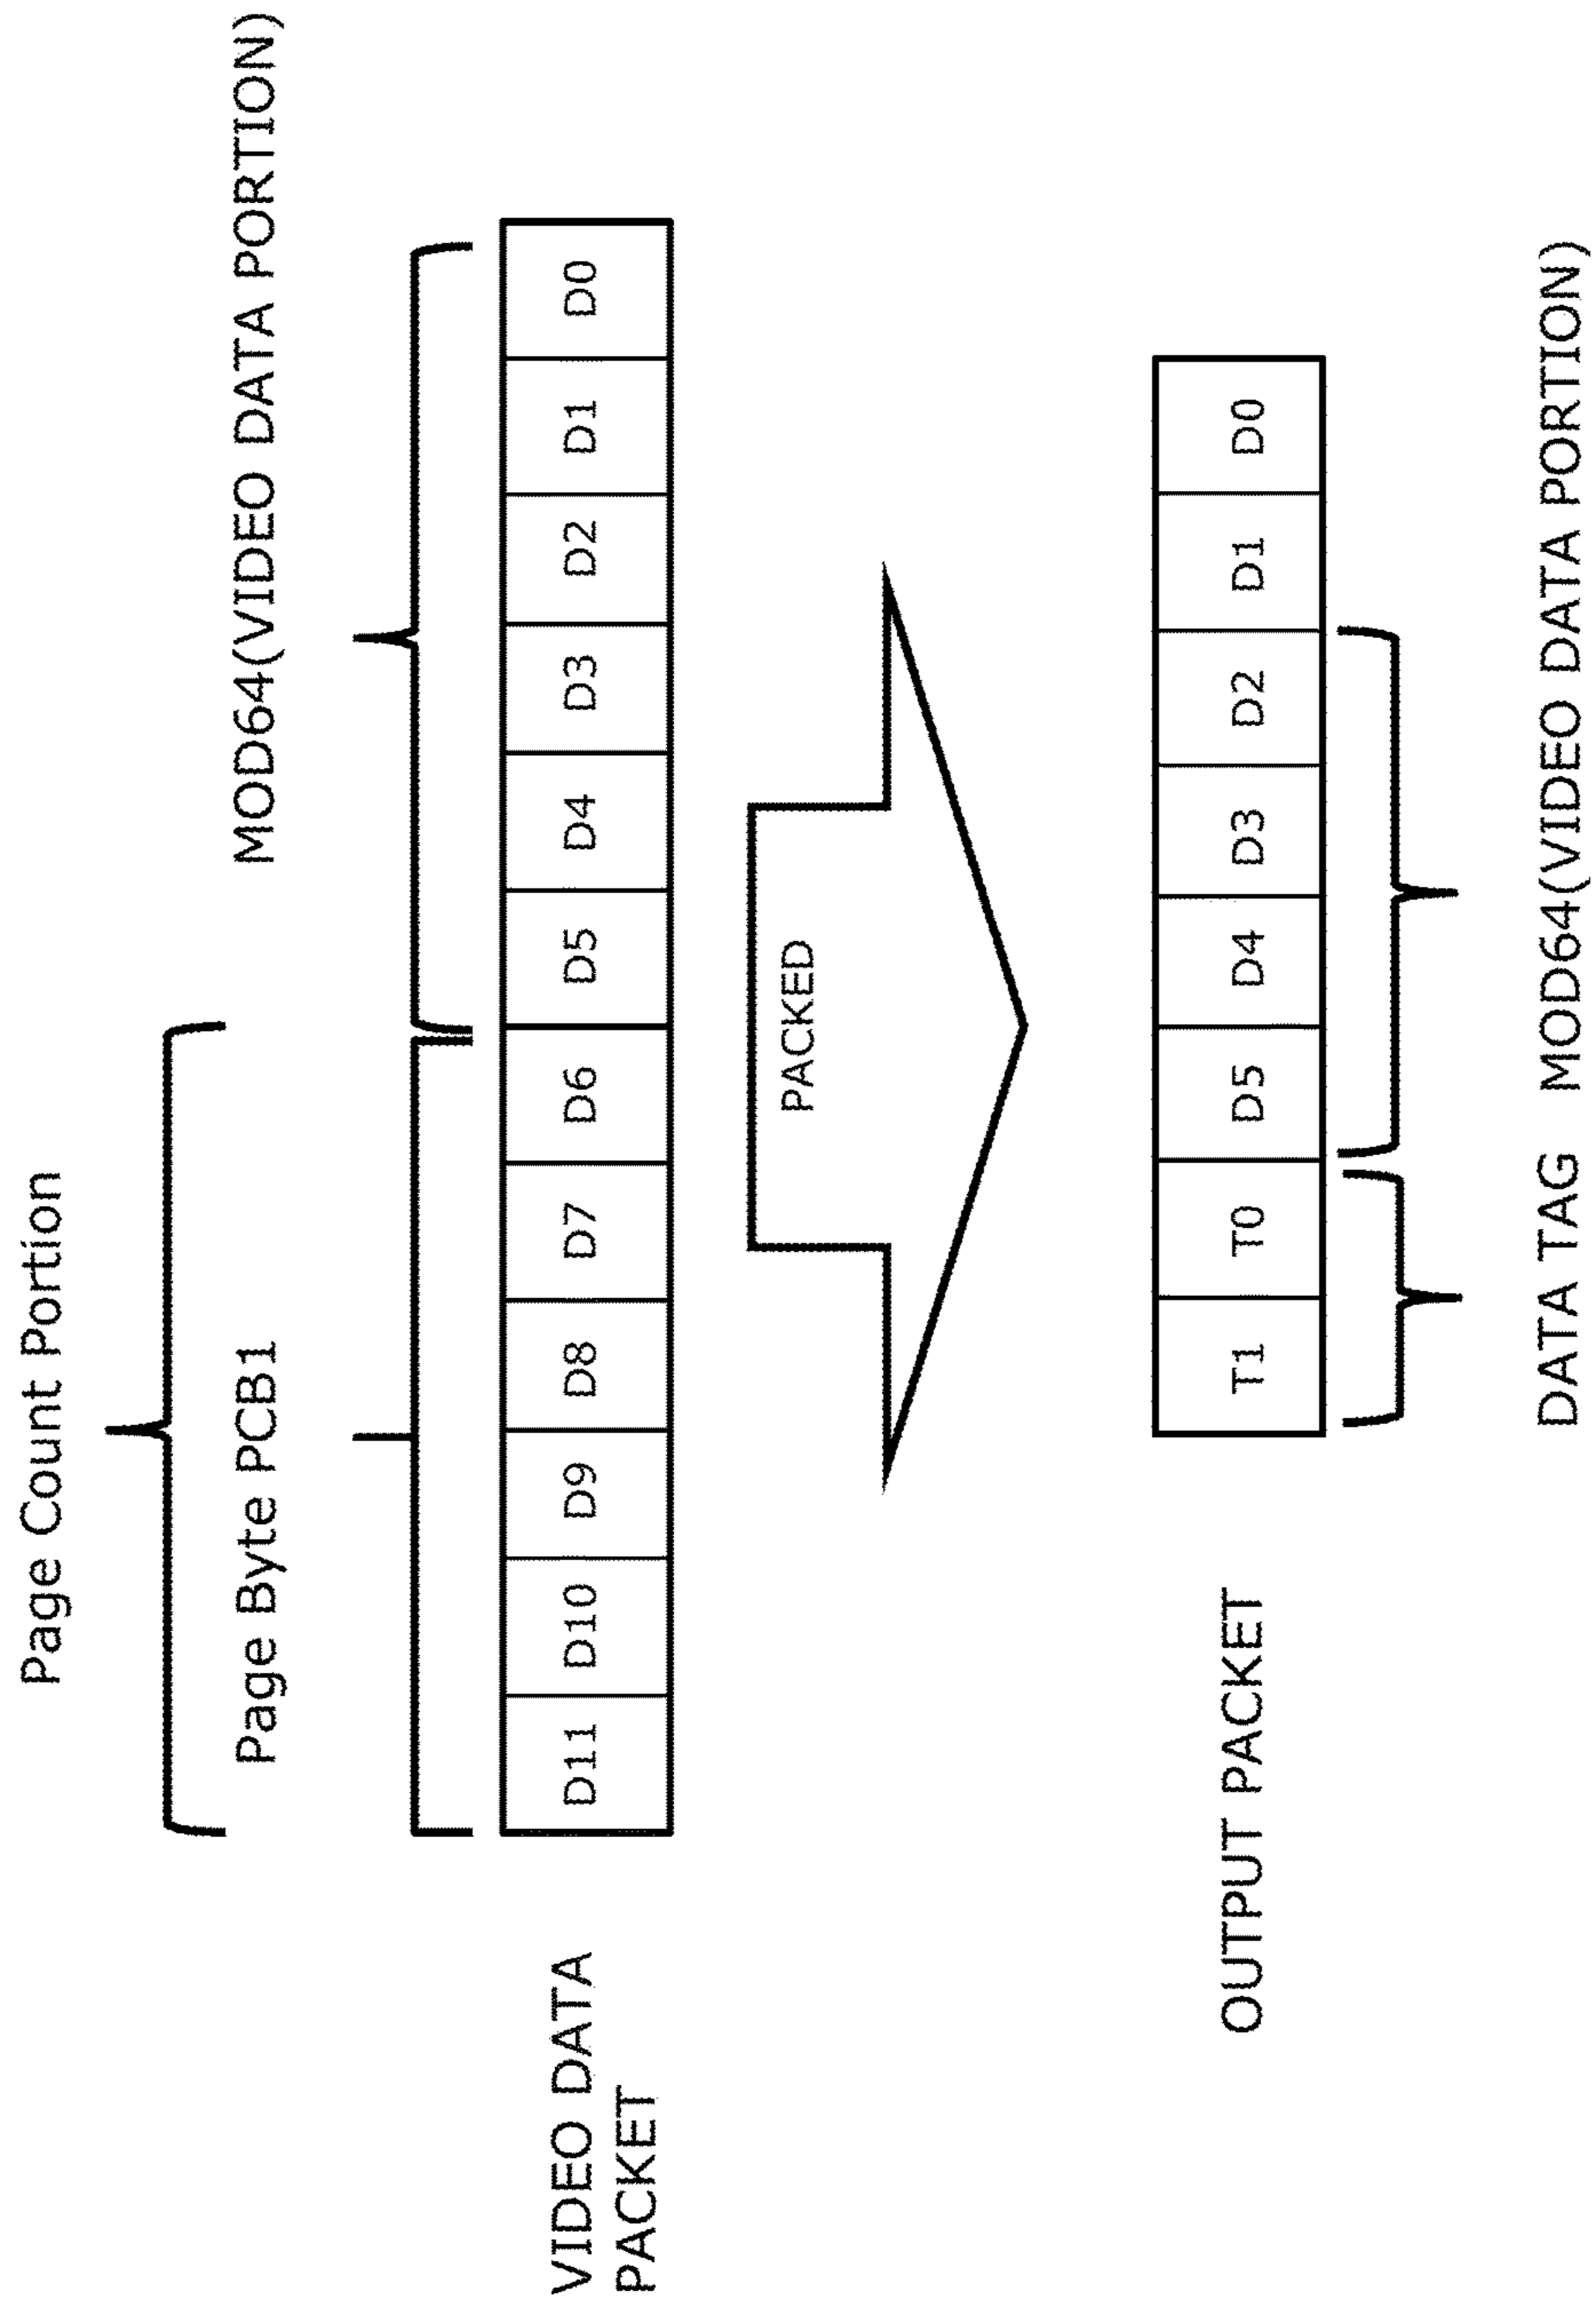 Page Count Portion
Page Byte PCB1
MOD64(VIDEO DATA PORTION)
VIDEO DATA
PACKET
D11 D10 D9 D8 D7 D6 D5 D4 D3 D2 D1 D0
PACKED
OUTPUT PACKET
T1 T0 D5 D4 D3 D2 D1 D0
DATA TAG
MOD64(VIDEO DATA PORTION)